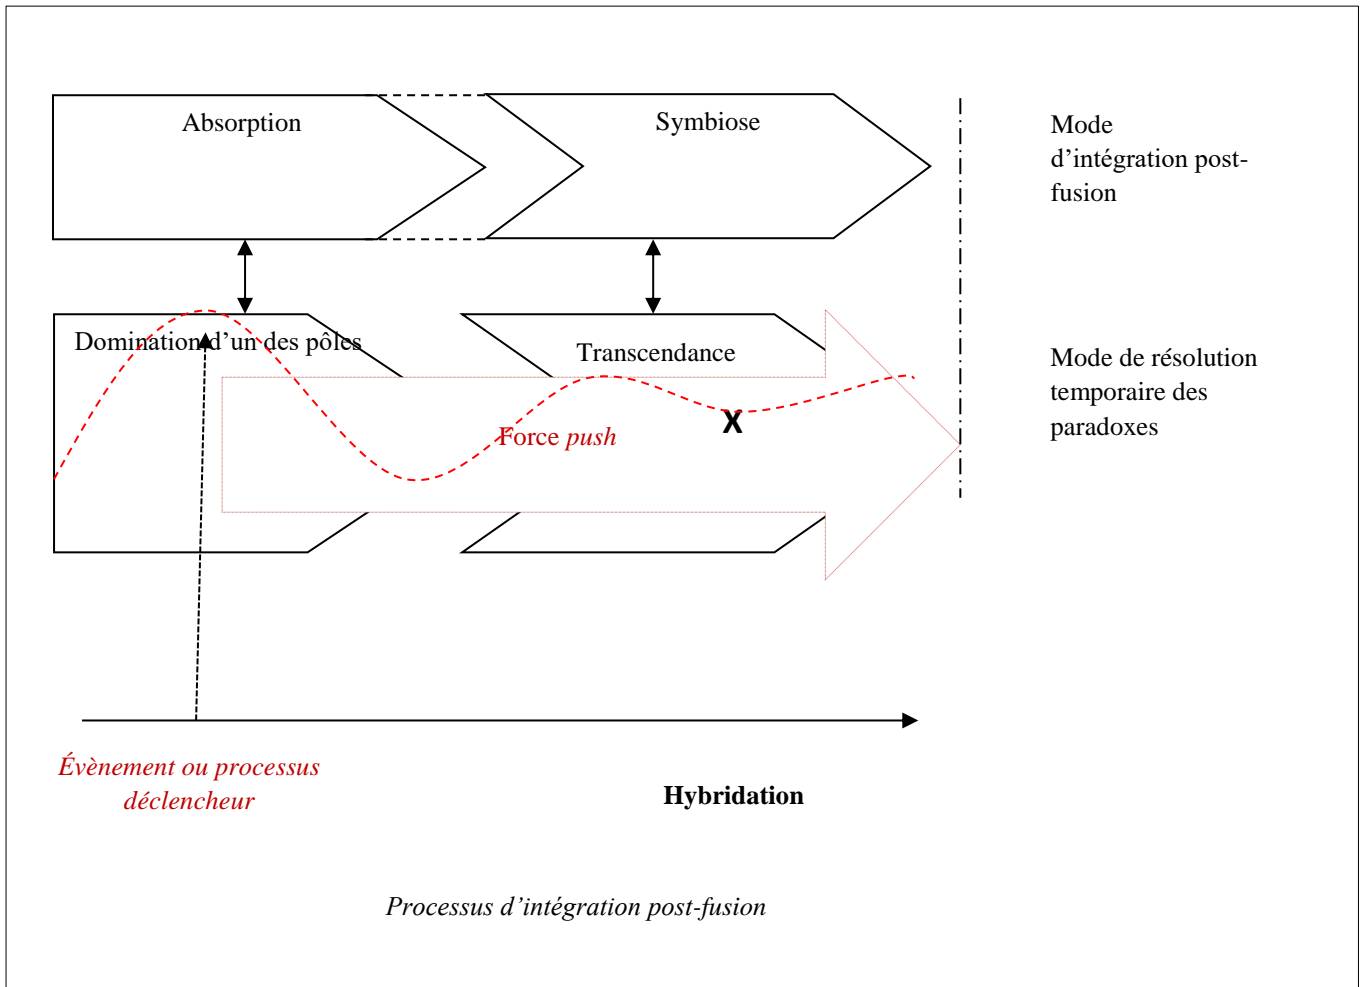 Absorption
Symbiose
Mode
d’intégration post-
fusion
Domination d’un des pôles
Transcendance
Mode de résolution
temporaire des
paradoxes
Force push
X
Évènement ou processus
déclencheur
Hybridation
Processus d’intégration post-fusion